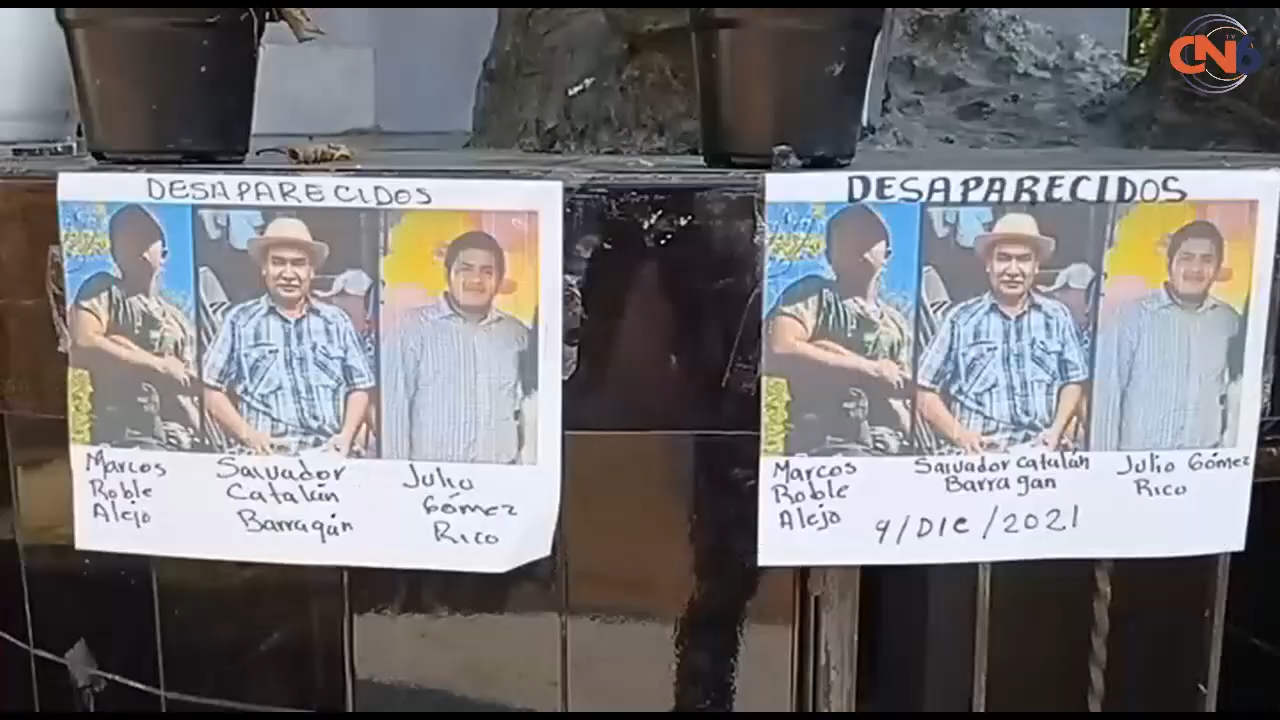 CN6
TV
DESAPARECIDOS
Marcos
Roble
Alejo
Salvador
Catalán
Barragán
Julio
Gómez
Rico
DESAPARECIDOS
Marcos
Roble
Alejo
Salvador Catalán
Barragan
Julio Gómez
Rico
9/DIC/2021